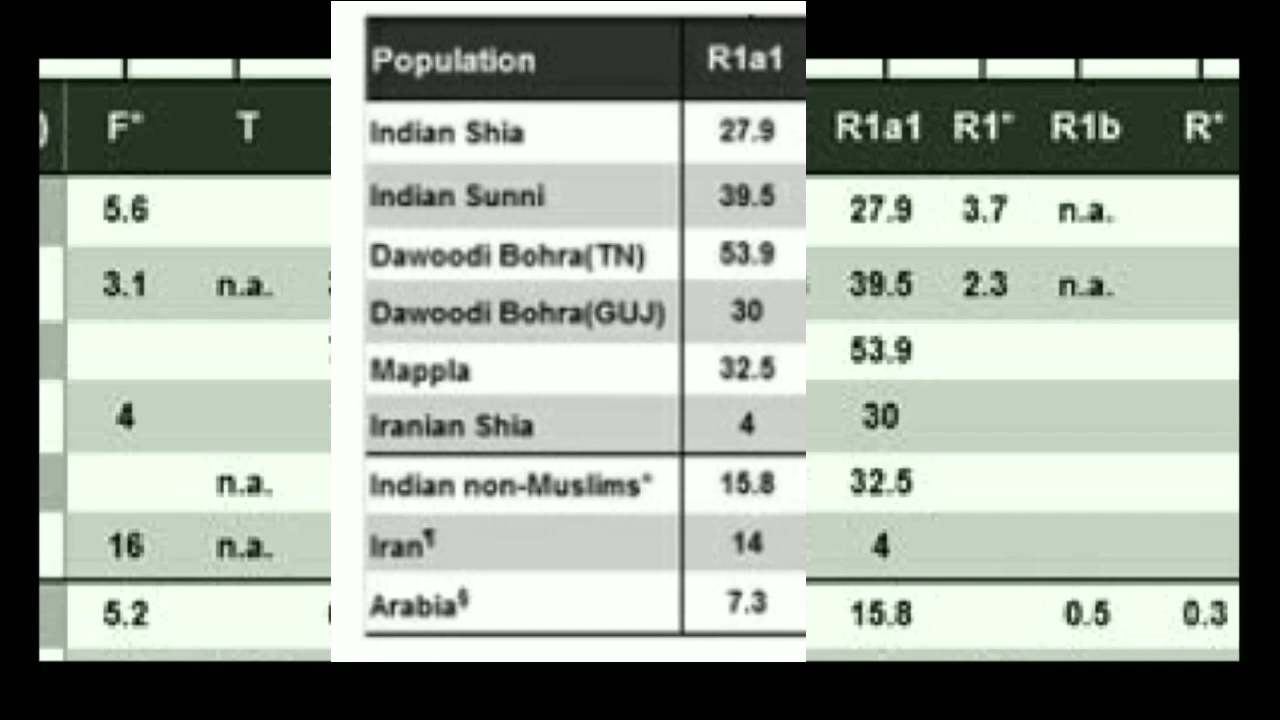 ) F* T
5.6
3.1 n.a.
4
n.a.
16 n.a.
5.2
Population R1a1
Indian Shia 27.9
Indian Sunni 39.5
Dawoodi Bohra(TN) 53.9
Dawoodi Bohra(GUJ) 30
Mappla 32.5
Iranian Shia 4
Indian non-Muslims* 15.8
Iran¶ 14
Arabia§ 7.3
R1a1 R1* R1b R*
27.9 3.7 n.a.
39.5 2.3 n.a.
53.9
30
32.5
4
15.8 0.5 0.3